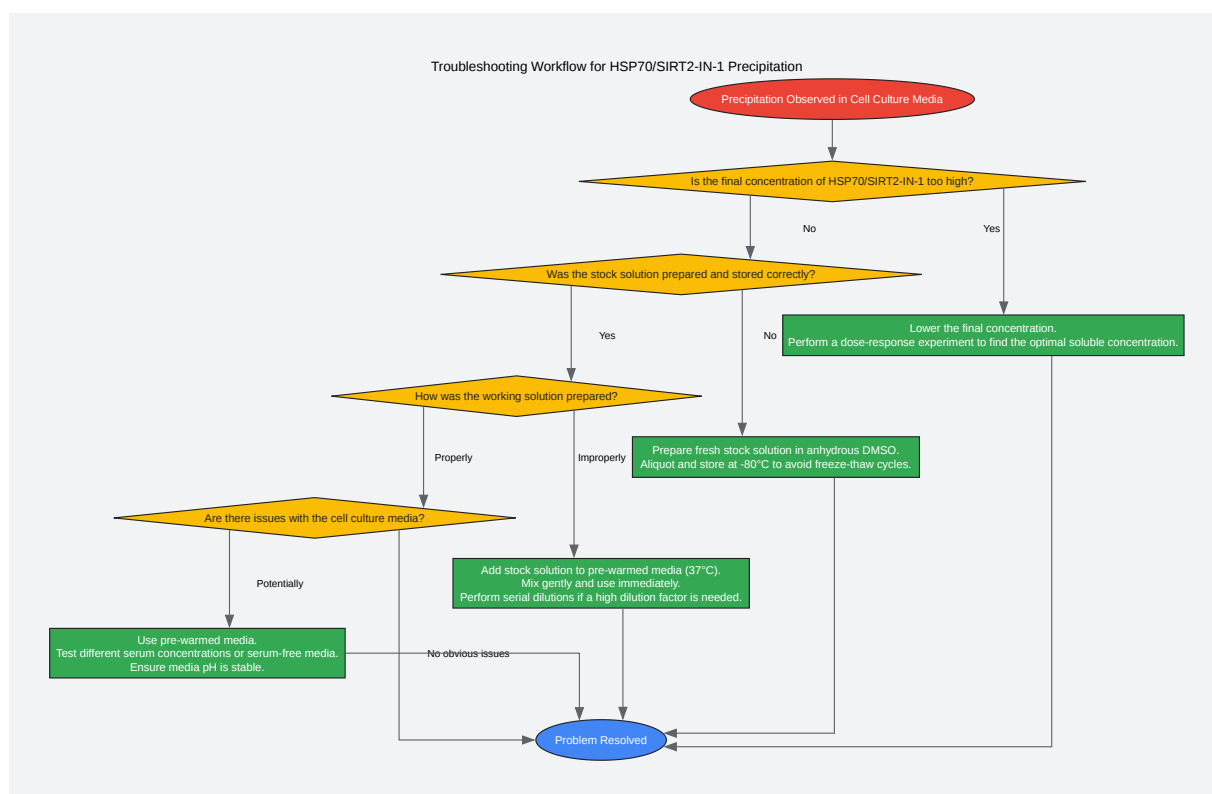 Troubleshooting Workflow for HSP70/SIRT2-IN-1 Precipitation
Precipitation Observed in Cell Culture Media
Is the final concentration of HSP70/SIRT2-IN-1 too high?
No
Yes
Was the stock solution prepared and stored correctly?
Yes
No
Lower the final concentration.
Perform a dose-response experiment to find the optimal soluble concentration.
How was the working solution prepared?
Properly
Improperly
Prepare fresh stock solution in anhydrous DMSO.
Aliquot and store at -80°C to avoid freeze-thaw cycles.
Are there issues with the cell culture media?
Potentially
Add stock solution to pre-warmed media (37°C).
Mix gently and use immediately.
Perform serial dilutions if a high dilution factor is needed.
Use pre-warmed media.
Test different serum concentrations or serum-free media.
Ensure media pH is stable.
No obvious issues
Problem Resolved